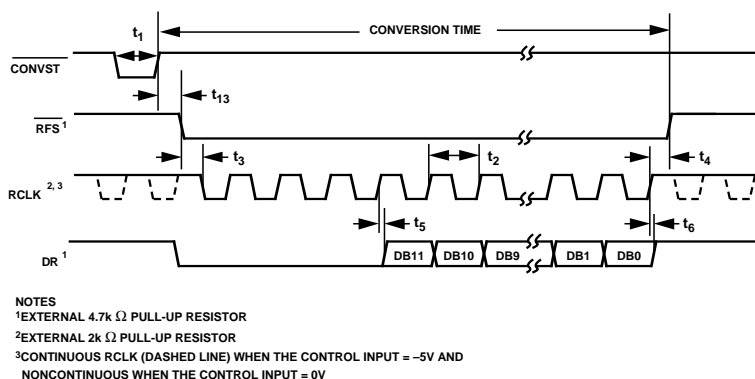 t1
CONVERSION TIME
CONVST
t13
RFS 1
t3
t2
t4
RCLK 2, 3
t5
t6
DR 1
DB11 DB10 DB9 DB1 DB0
NOTES
1EXTERNAL 4.7k Ω PULL-UP RESISTOR
2EXTERNAL 2k Ω PULL-UP RESISTOR
3CONTINUOUS RCLK (DASHED LINE) WHEN THE CONTROL INPUT = –5V AND
NONCONTINUOUS WHEN THE CONTROL INPUT = 0V